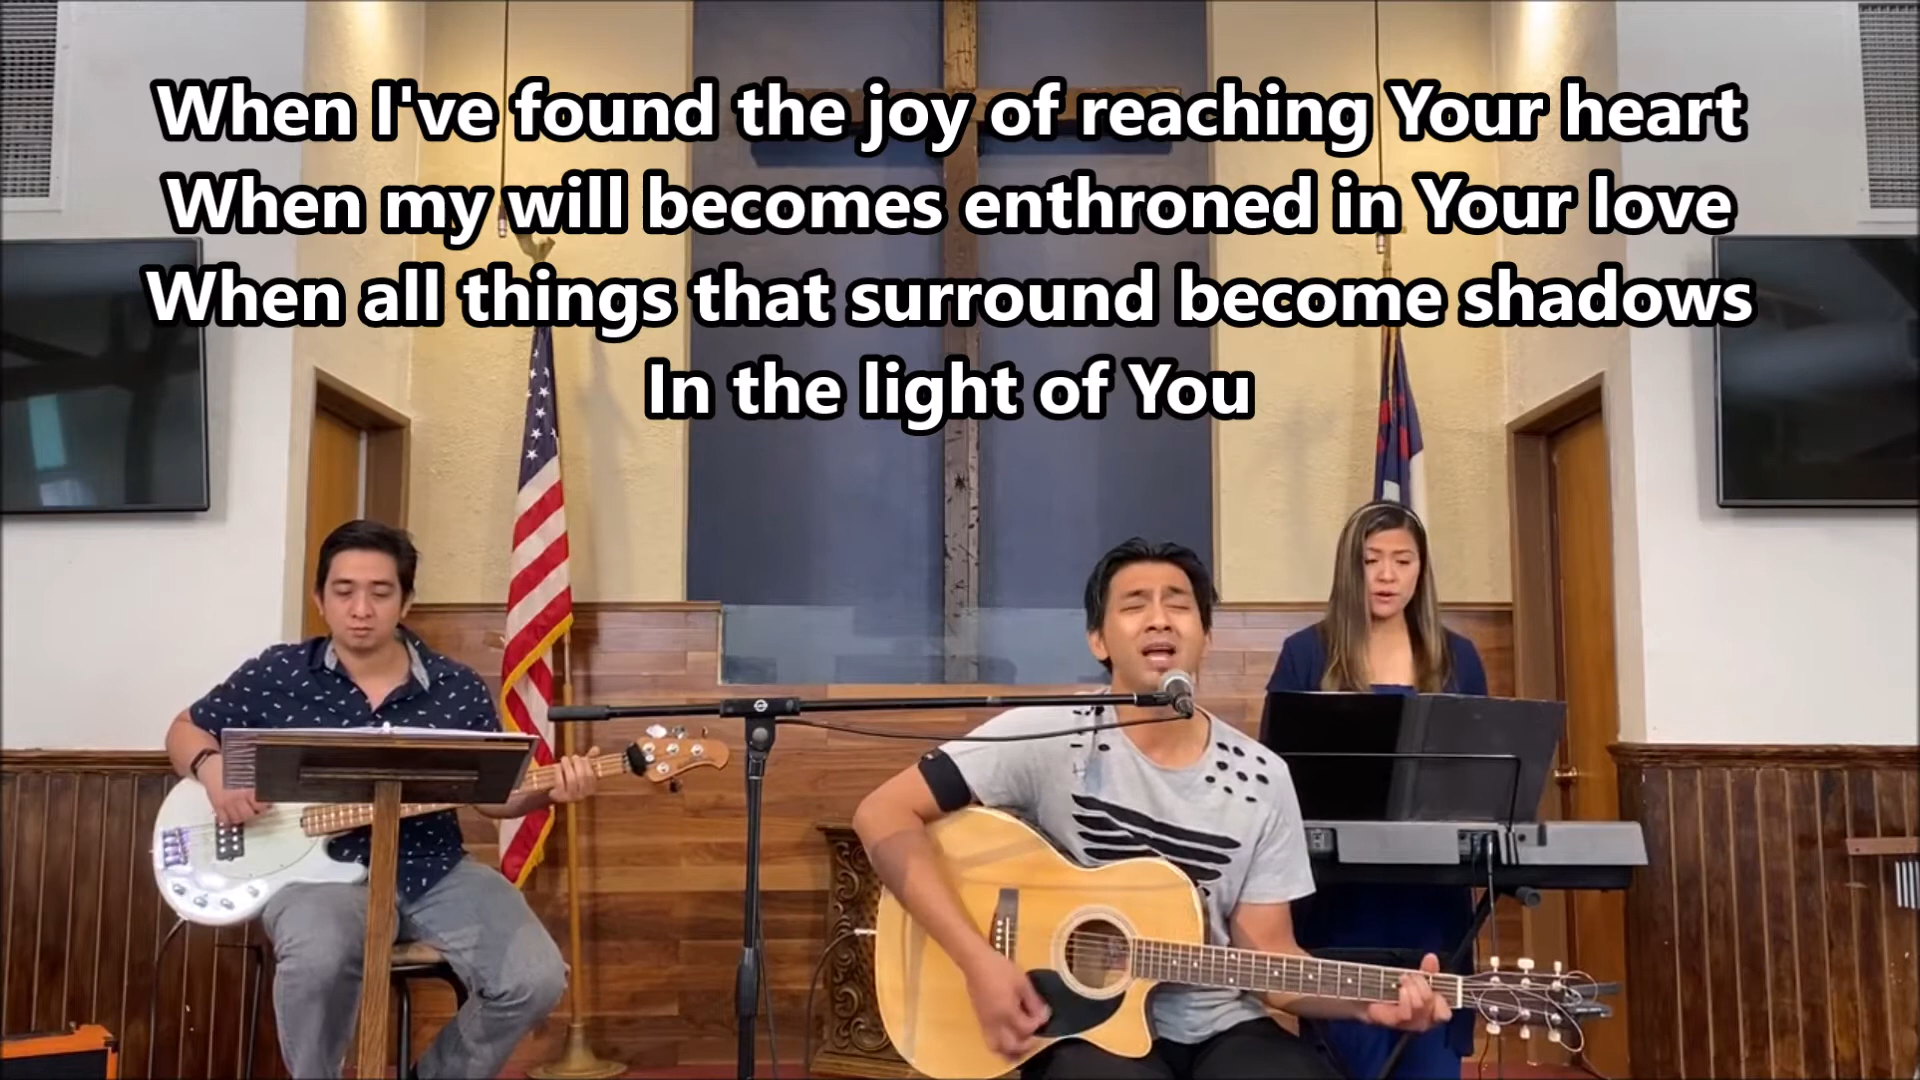 When I've found the joy of reaching Your heart
When my will becomes enthroned in Your love
When all things that surround become shadows
In the light of You